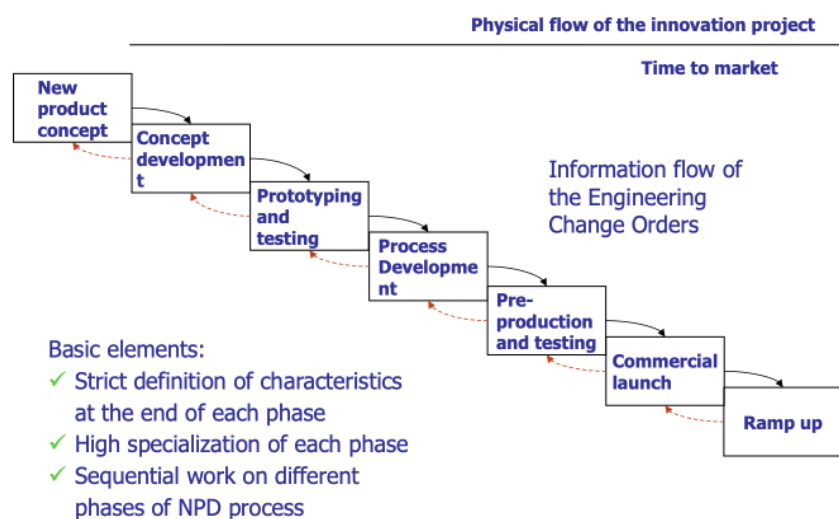 Physical flow of the innovation project
Time to market
New
product
concept
Concept
developmen
t
Prototyping
and
testing
Process
Developme
nt
Pre-
production
and testing
Commercial
launch
Ramp up
Information flow of
the Engineering
Change Orders
Basic elements:
✓ Strict definition of characteristics
at the end of each phase
✓ High specialization of each phase
✓ Sequential work on different
phases of NPD process